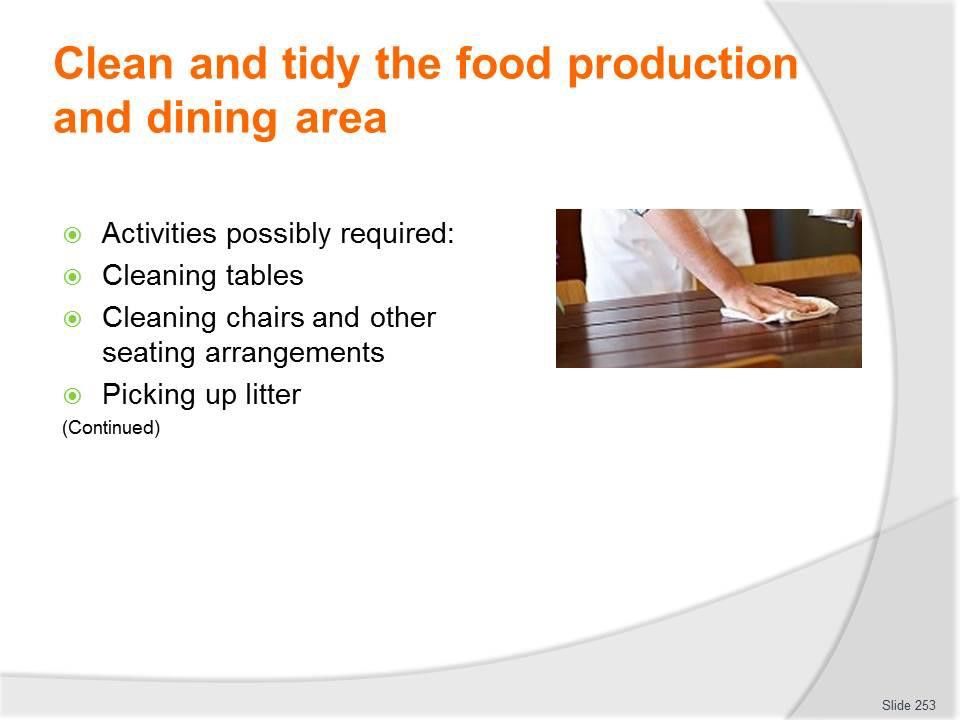 Clean and tidy the food production
and dining area
Activities possibly required:
Cleaning tables
Cleaning chairs and other
seating arrangements
Picking up litter
(Continued)
Slide 253